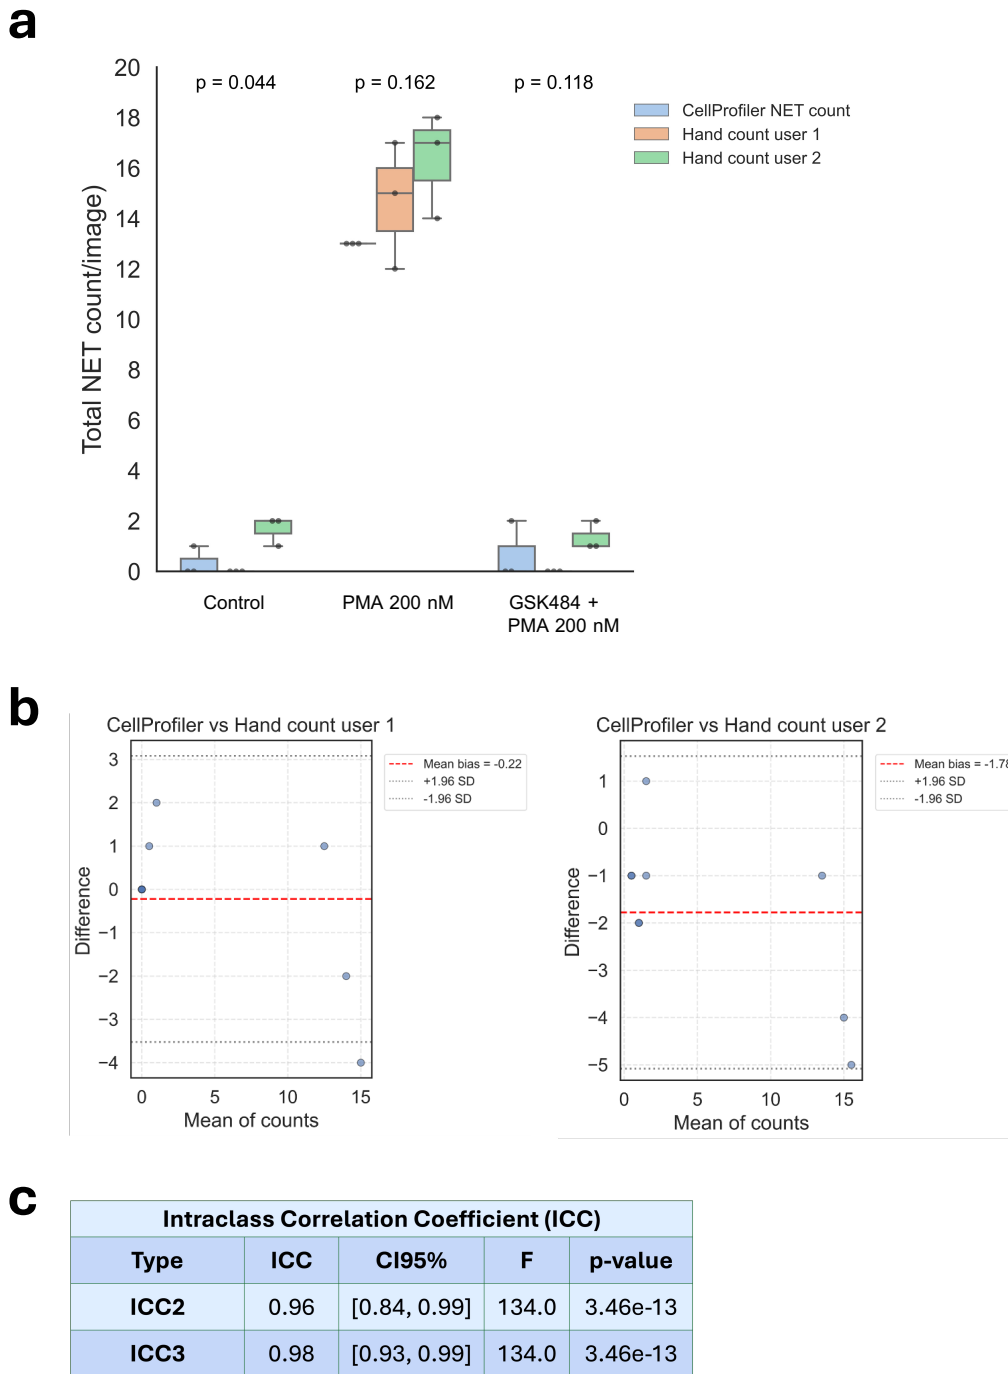 a
20
18
16
14
12
10
8
6
4
2
0
Total NET count/image)
p = 0.044
p = 0.162
p = 0.118
CellProfiler NET count
Hand count user 1
Hand count user 2
Control
PMA 200 nM
GSK484 +
PMA 200 nM
b
CellProfiler vs Hand count user 1
3
2
1
0
−1
−2
−3
−4
Difference
0 5 10 15
Mean of counts
Mean bias = -0.22
+1.96 SD
-1.96 SD
CellProfiler vs Hand count user 2
1
0
−1
−2
−3
−4
−5
Difference
0 5 10 15
Mean of counts
Mean bias = -1.78
+1.96 SD
-1.96 SD
c
Intraclass Correlation Coefficient (ICC)
Type ICC CI95% F p-value
ICC2 0.96 [0.84, 0.99] 134.0 3.46e-13
ICC3 0.98 [0.93, 0.99] 134.0 3.46e-13